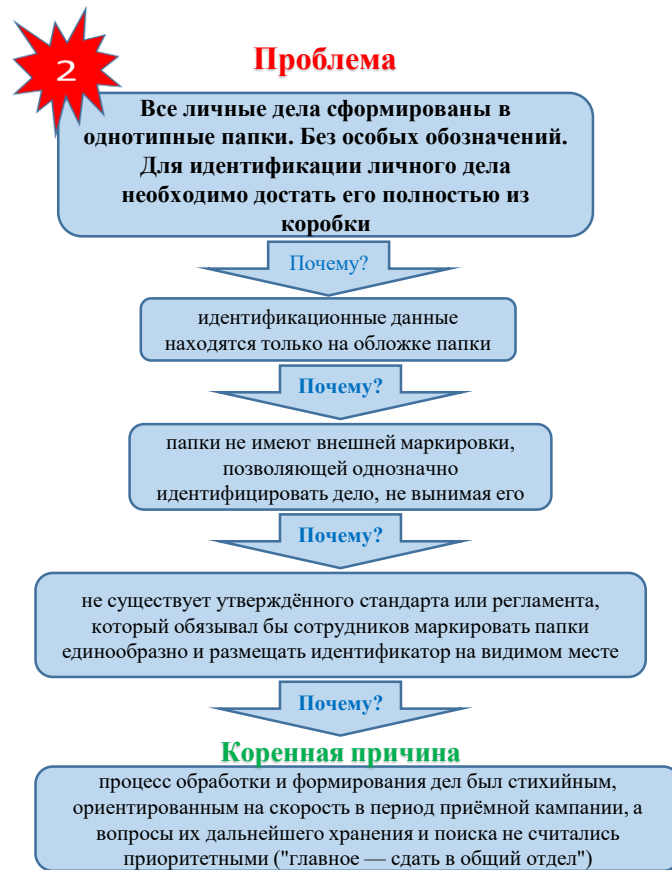 2
Проблема
Все личные дела сформированы в
однотипные папки. Без особых обозначений.
Для идентификации личного дела
необходимо достать его полностью из
коробки
Почему?
идентификационные данные
находятся только на обложке папки
Почему?
папки не имеют внешней маркировки,
позволяющей однозначно
идентифицировать дело, не вынимая его
Почему?
не существует утверждённого стандарта или регламента,
который обязывал бы сотрудников маркировать папки
единообразно и размещать идентификатор на видимом месте
Почему?
Коренная причина
процесс обработки и формирования дел был стихийным,
ориентированным на скорость в период приёмной кампании, а
вопросы их дальнейшего хранения и поиска не считались
приоритетными ("главное — сдать в общий отдел")